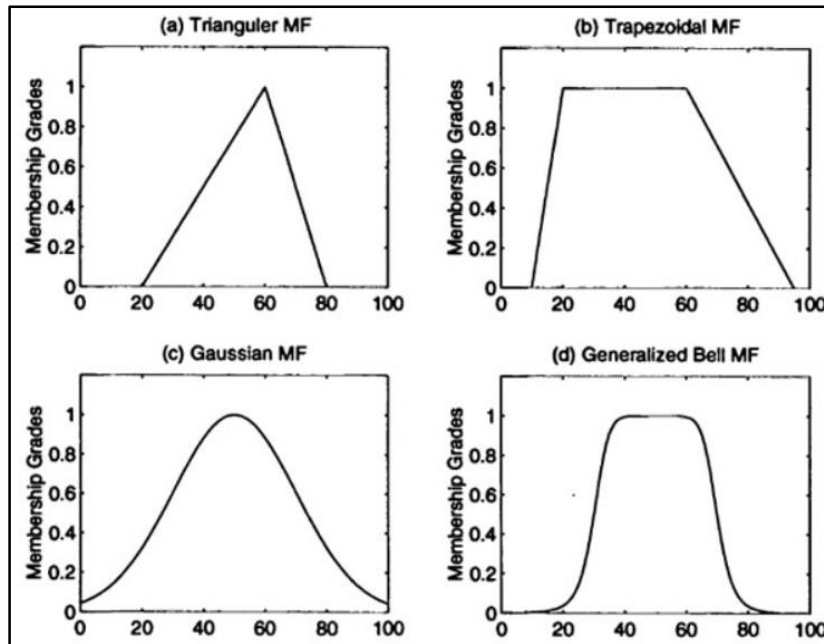 (a) Trianguler MF
Membership Grades
1
0.8
0.6
0.4
0.2
0
0 20 40 60 80 100
(b) Trapezoidal MF
Membership Grades
1
0.8
0.6
0.4
0.2
0
0 20 40 60 80 100
(c) Gaussian MF
Membership Grades
1
0.8
0.6
0.4
0.2
0
0 20 40 60 80 100
(d) Generalized Bell MF
Membership Grades
1
0.8
0.6
0.4
0.2
0
0 20 40 60 80 100